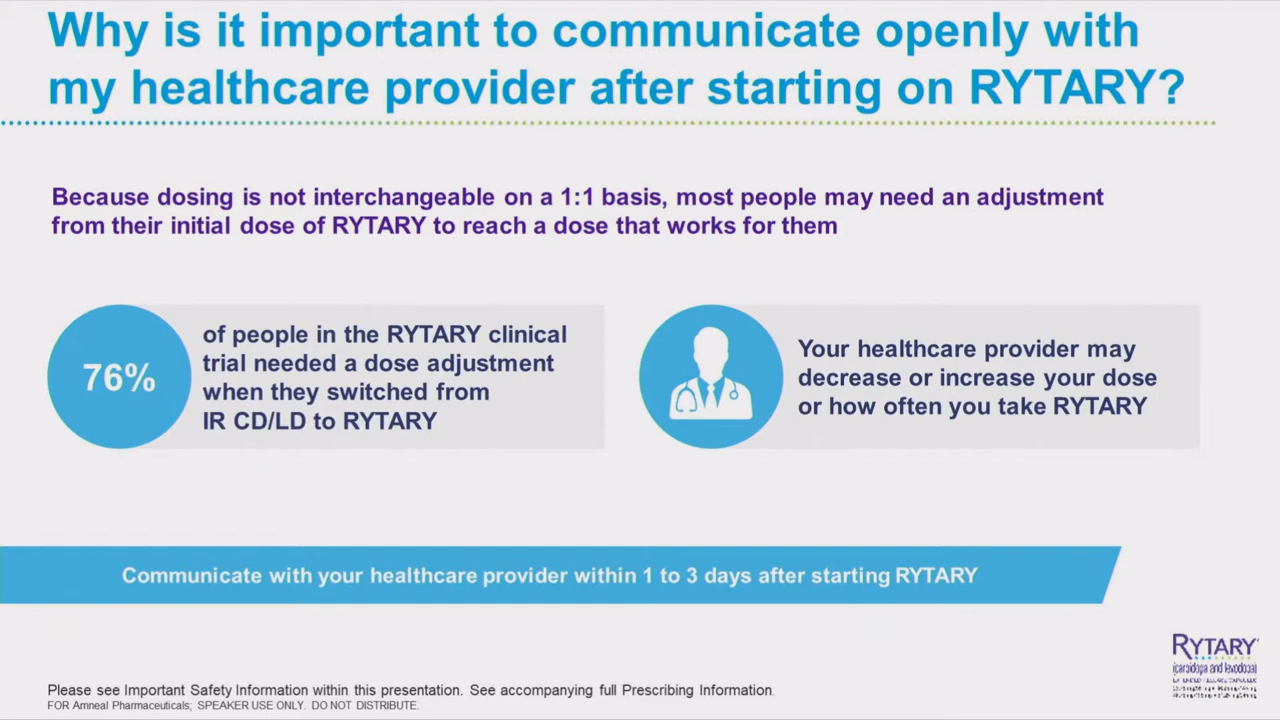 Why is it important to communicate openly with
my healthcare provider after starting on RYTARY?
Because dosing is not interchangeable on a 1:1 basis, most people may need an adjustment
from their initial dose of RYTARY to reach a dose that works for them
76%
of people in the RYTARY clinical
trial needed a dose adjustment
when they switched from
IR CD/LD to RYTARY
Your healthcare provider may
decrease or increase your dose
or how often you take RYTARY
Communicate with your healthcare provider within 1 to 3 days after starting RYTARY
RYTARY
(carbidopa and levodopa)
Please see Important Safety Information within this presentation. See accompanying full Prescribing Information.
FOR Amneal Pharmaceuticals; SPEAKER USE ONLY. DO NOT DISTRIBUTE.